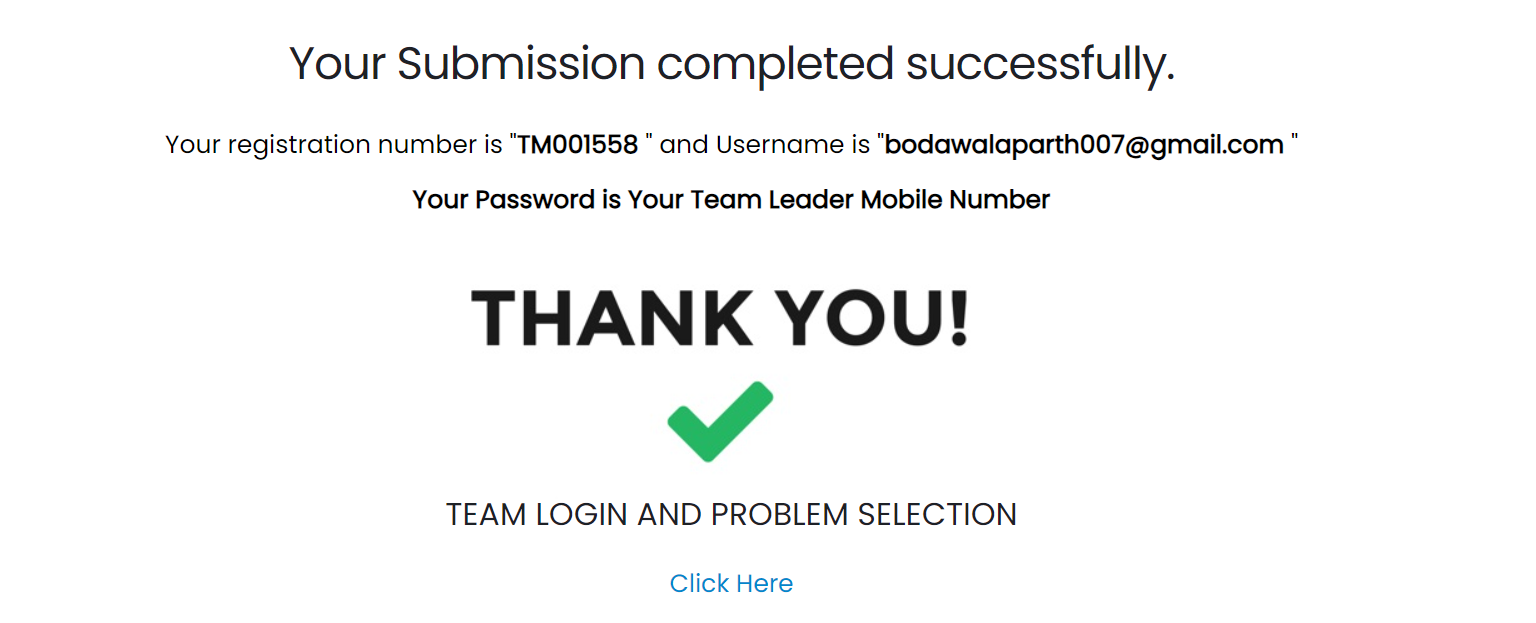 Your Submission completed successfully.
Your registration number is "TM001558 " and Username is "bodawalaparth007@gmail.com "
Your Password is Your Team Leader Mobile Number
THANK YOU!
TEAM LOGIN AND PROBLEM SELECTION
Click Here